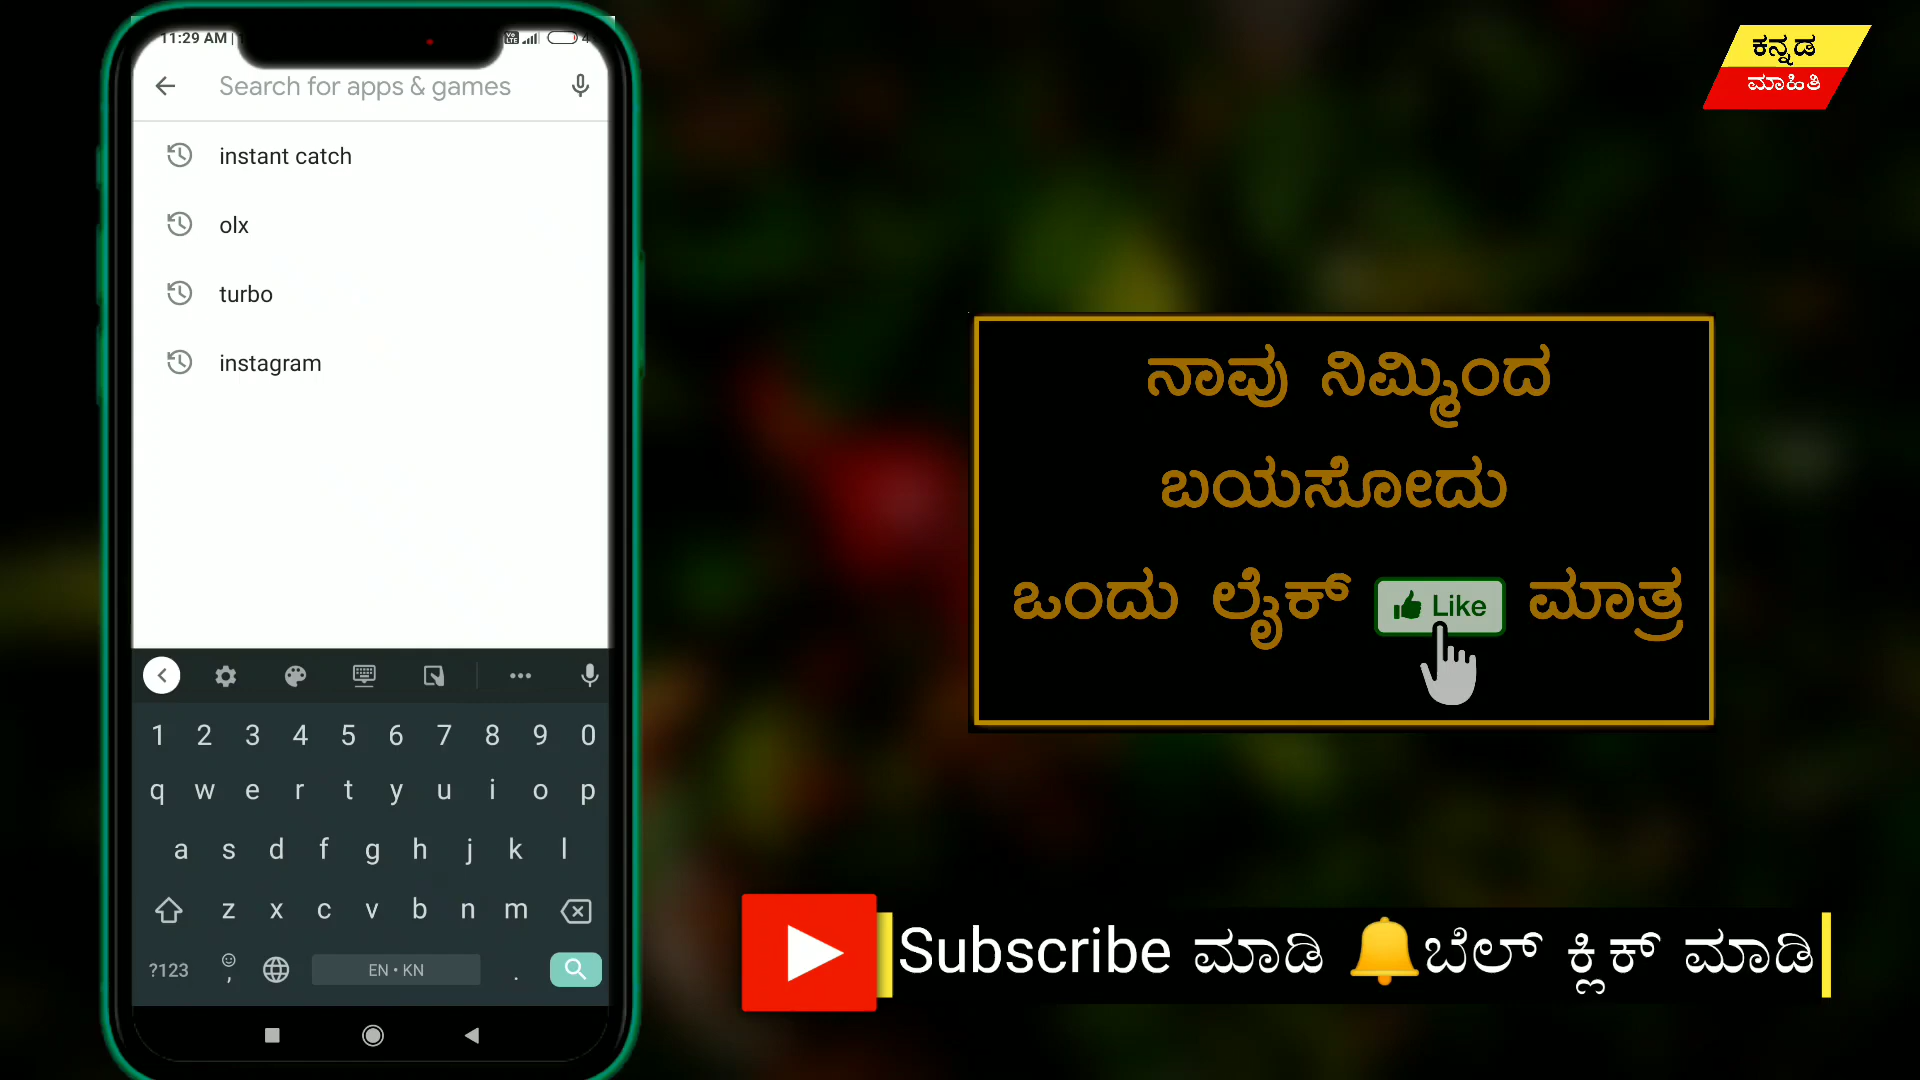 11:29 AM |
Search for apps & games
instant catch
olx
turbo
instagram
1 2 3 4 5 6 7 8 9 0
q w e r t y u i o p
a s d f g h j k l
z x c v b n m
?123 , EN • KN .
ಕನ್ನಡ
ಮಾಹಿತಿ
ನಾವು ನಿಮ್ಮಿಂದ
ಬಯಸೋದು
ಒಂದು ಲೈಕ್ Like ಮಾತ್ರ
Subscribe ಮಾಡಿ ಬೆಲ್ ಕ್ಲಿಕ್ ಮಾಡಿ